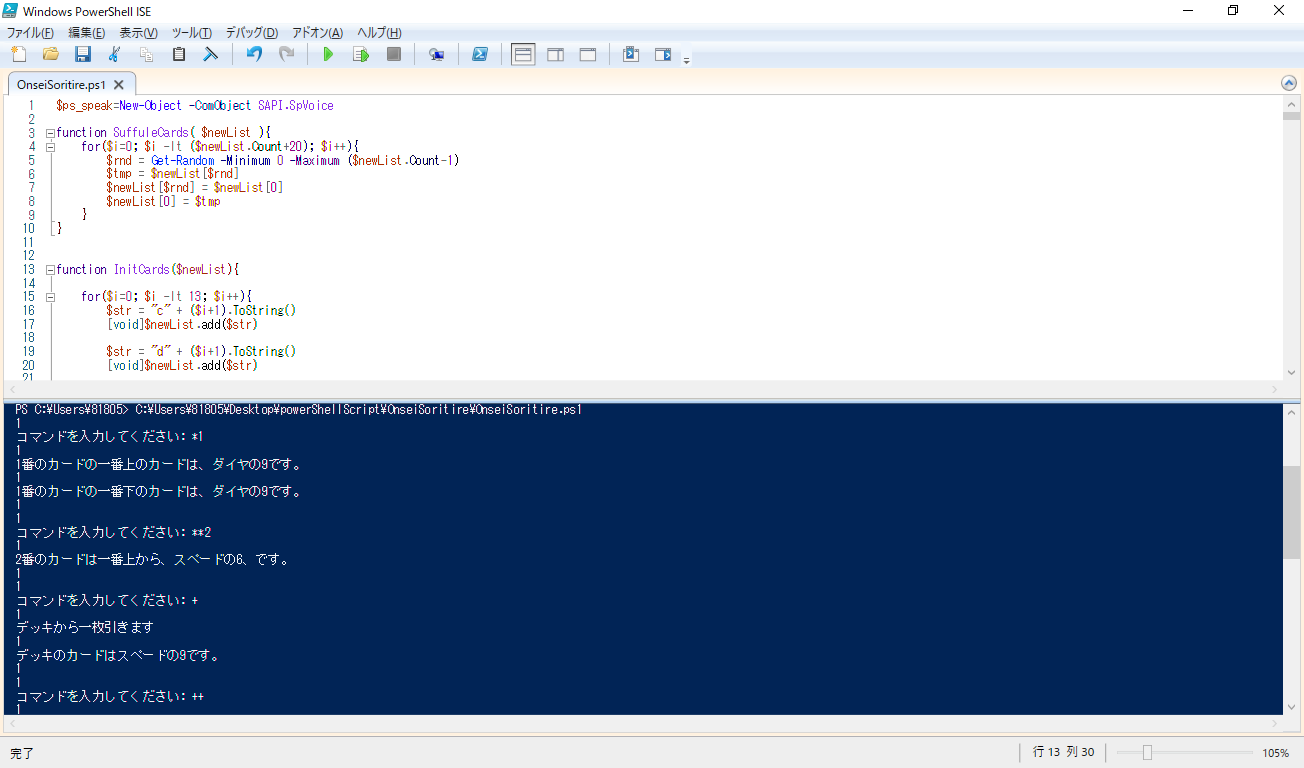 Windows PowerShell ISE
ファイル(F) 編集(E) 表示(V) ツール(T) デバッグ(D) アドオン(A) ヘルプ(H)
OnseiSoritire.ps1
1 $ps_speak=New-Object -ComObject SAPI.SpVoice
2
3 function SuffuleCards( $newList ){
4 for($i=0; $i -lt ($newList.Count+20); $i++){
5 $rnd = Get-Random -Minimum 0 -Maximum ($newList.Count-1)
6 $tmp = $newList[$rnd]
7 $newList[$rnd] = $newList[0]
8 $newList[0] = $tmp
9 }
10 }
11
12
13 function InitCards($newList){
14
15 for($i=0; $i -lt 13; $i++){
16 $str = "c" + ($i+1).ToString()
17 [void]$newList.add($str)
18
19 $str = "d" + ($i+1).ToString()
20 [void]$newList.add($str)
21
PS C:¥Users¥81805> C:¥Users¥81805¥Desktop¥powerShellScript¥OnseiSoritire¥OnseiSoritire.ps1
1
コマンドを入力してください: *1
1
1番のカードの一番上のカードは、ダイヤの9です。
1
1番のカードの一番下のカードは、ダイヤの9です。
1
1
コマンドを入力してください: **2
1
2番のカードは一番上から、スペードの6、です。
1
1
コマンドを入力してください: +
1
デッキから一枚引きます
1
デッキのカードはスペードの9です。
1
1
コマンドを入力してください: ++
1
完了
行 13 列 30
105%